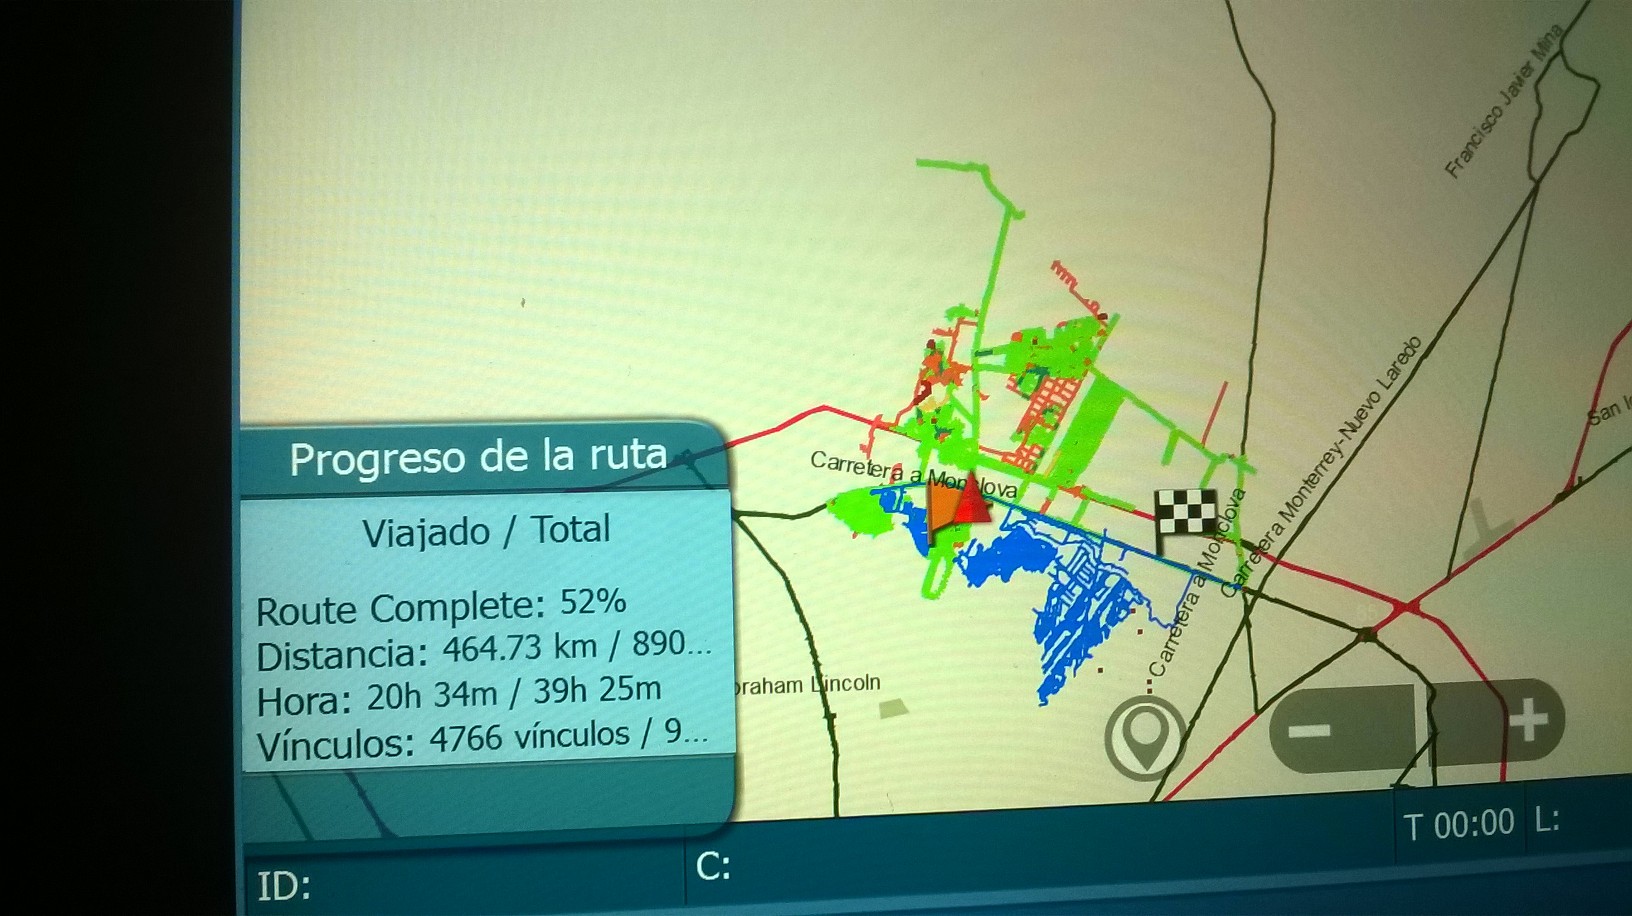 Francisco Javier Mina
Carretera Monterrey-Nuevo Laredo
Carretera a Monclova
Carretera a Monclova
Progreso de la ruta
Viajado / Total
Route Complete: 52%
Distancia: 464.73 km / 890...
Hora: 20h 34m / 39h 25m
Vínculos: 4766 vínculos / 9...
raham Lincoln
San
T 00:00 L:
ID:
C: